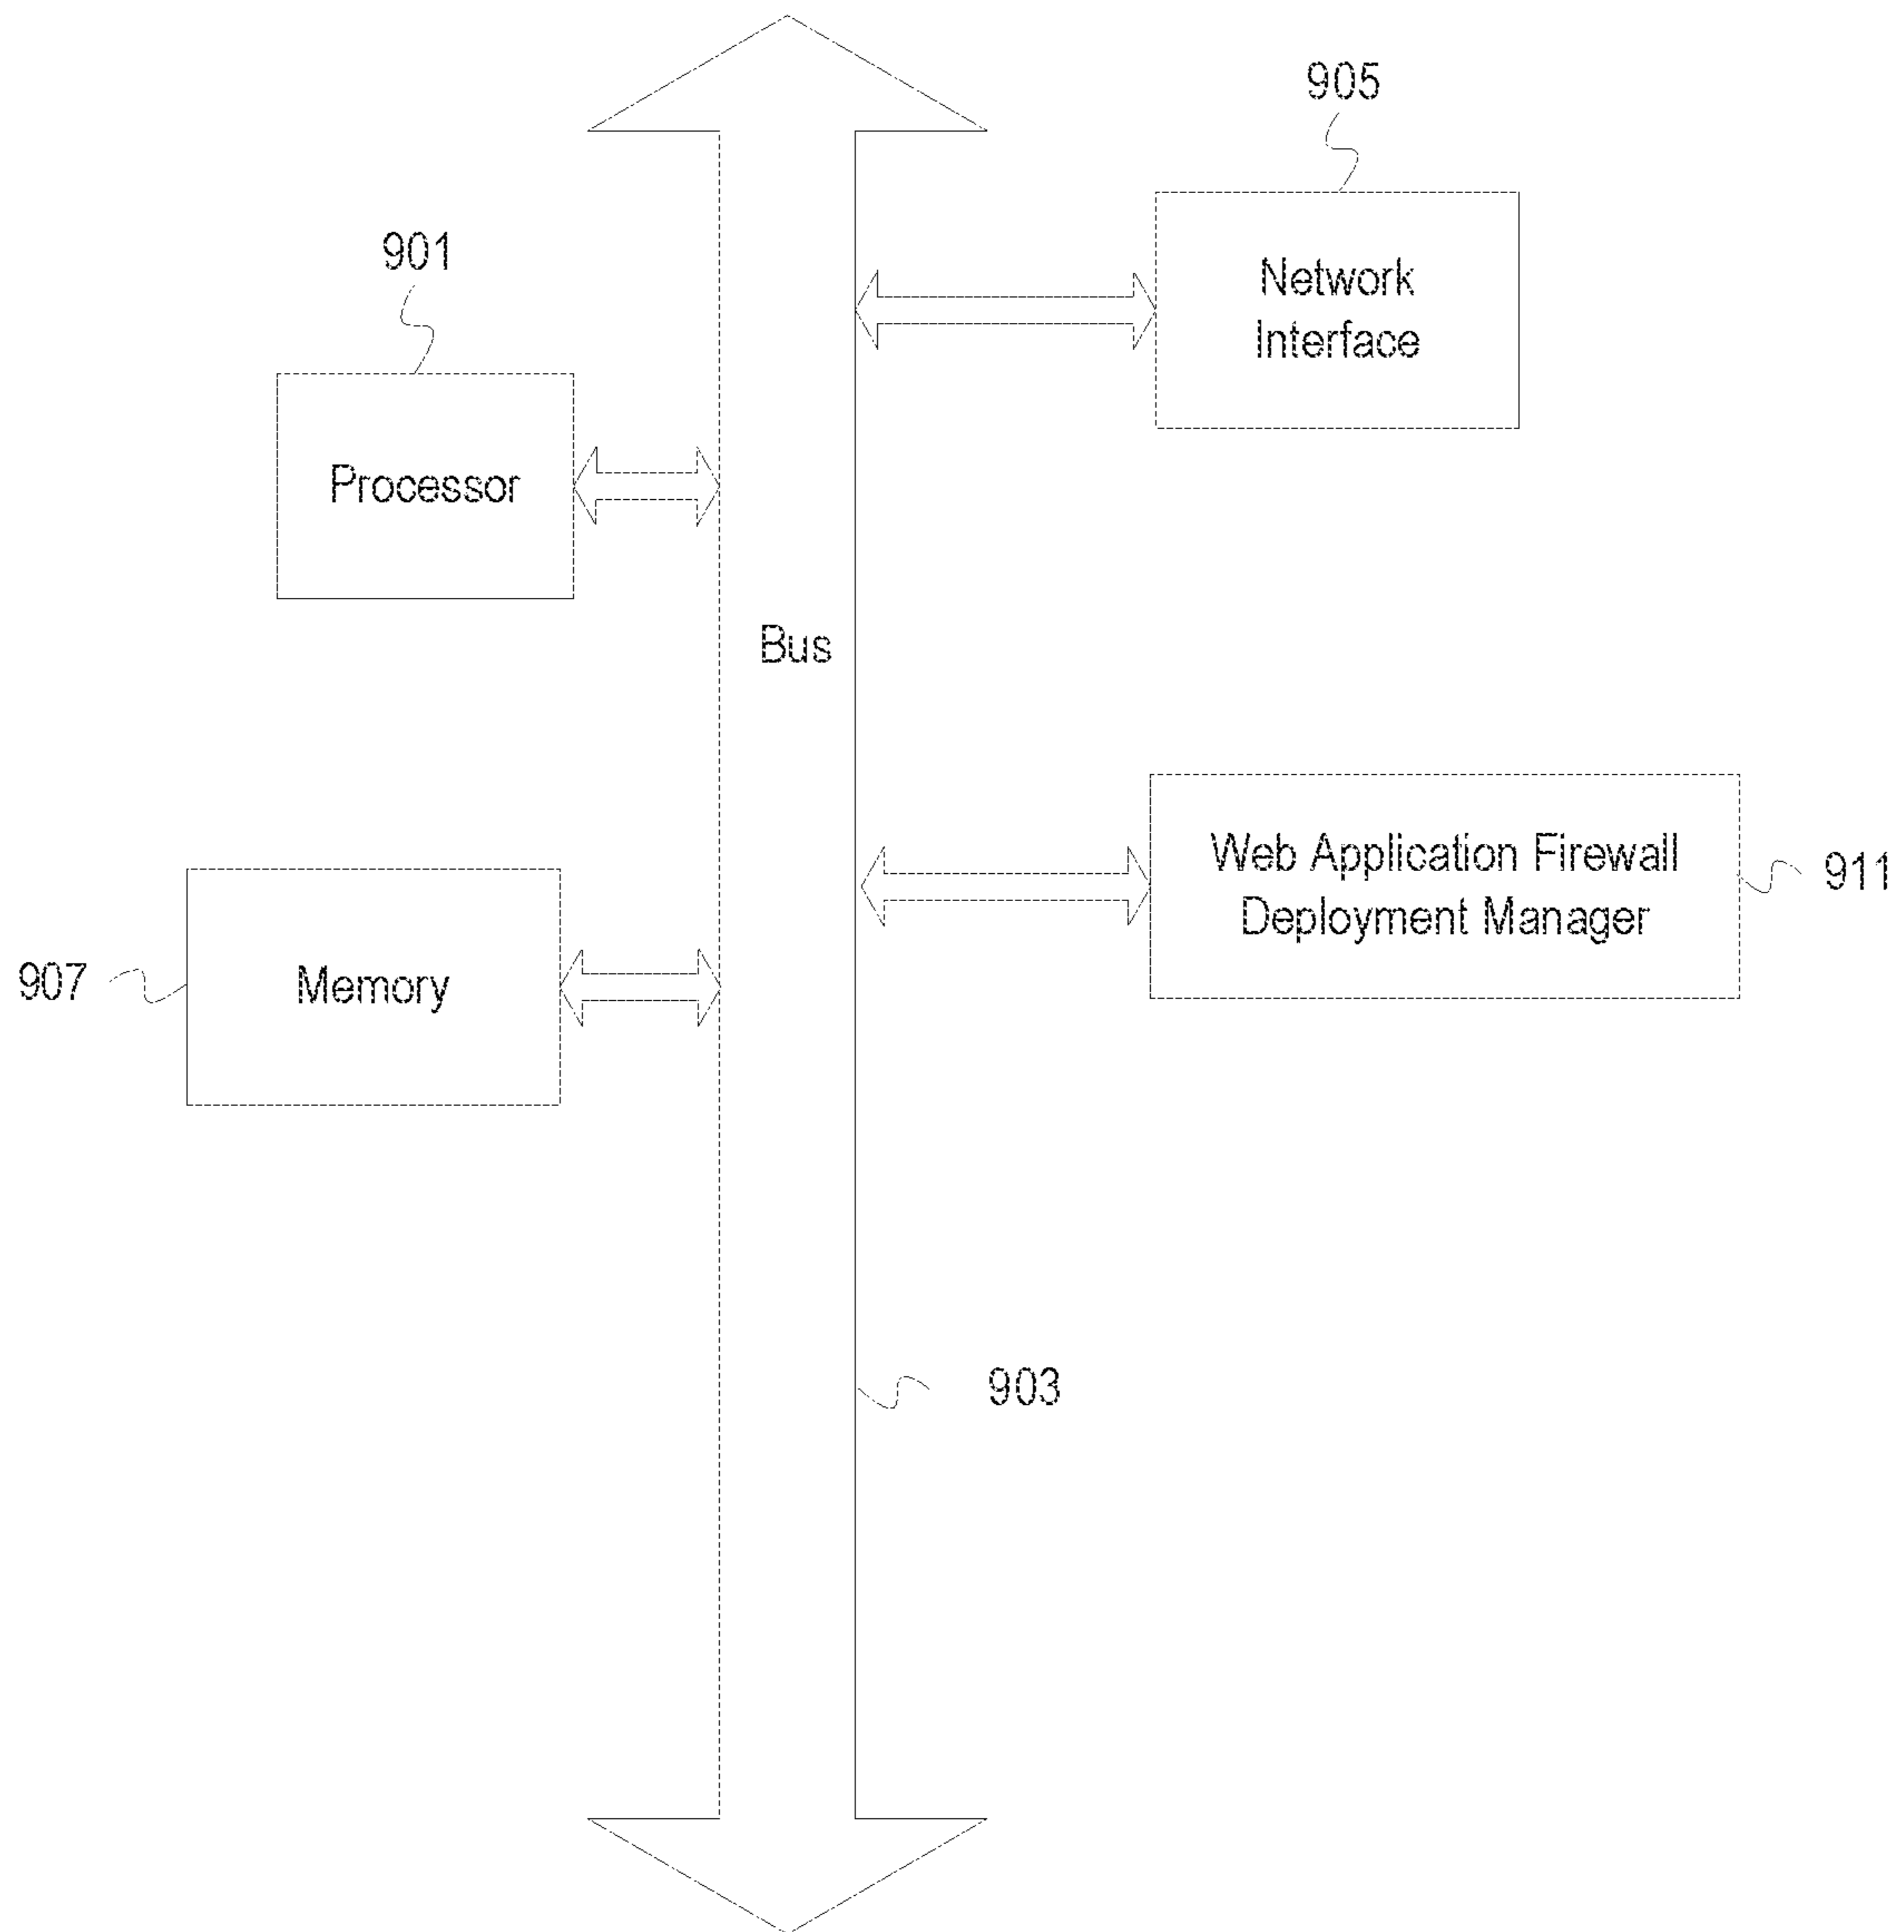 905
901
Network
Interface
Processor
Bus
Web Application Firewall
Deployment Manager
911
907
Memory
903